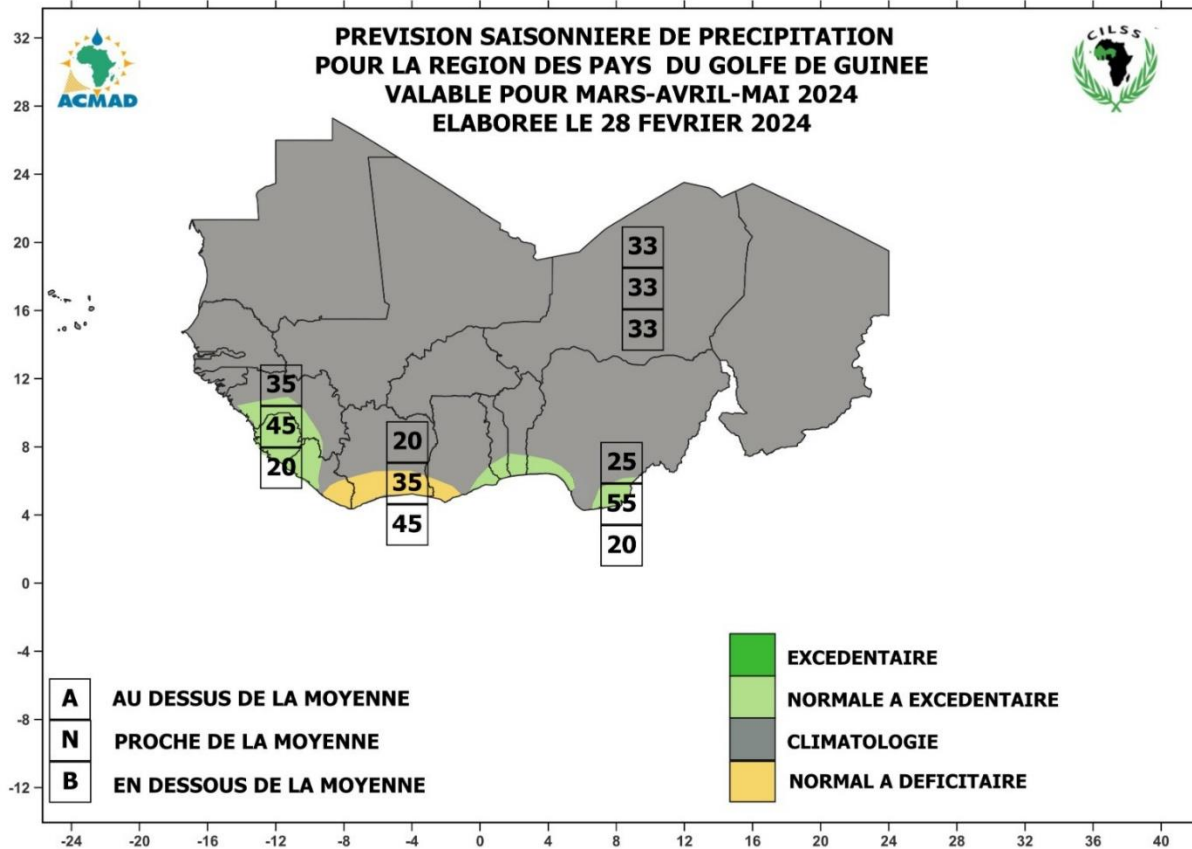 PREVISION SAISONNIERE DE PRECIPITATION
POUR LA REGION DES PAYS DU GOLFE DE GUINEE
VALABLE POUR MARS-AVRIL-MAI 2024
ELABOREE LE 28 FEVRIER 2024
ACMAD
CILSS
32
28
24
20
16
12
8
4
0
-4
-8
-12
33
33
33
35
45
20
20
35
45
25
55
20
A AU DESSUS DE LA MOYENNE
N PROCHE DE LA MOYENNE
B EN DESSOUS DE LA MOYENNE
EXCEDENTAIRE
NORMALE A EXCEDENTAIRE
CLIMATOLOGIE
NORMAL A DEFICITAIRE
-24 -20 -16 -12 -8 -4 0 4 8 12 16 20 24 28 32 36 40